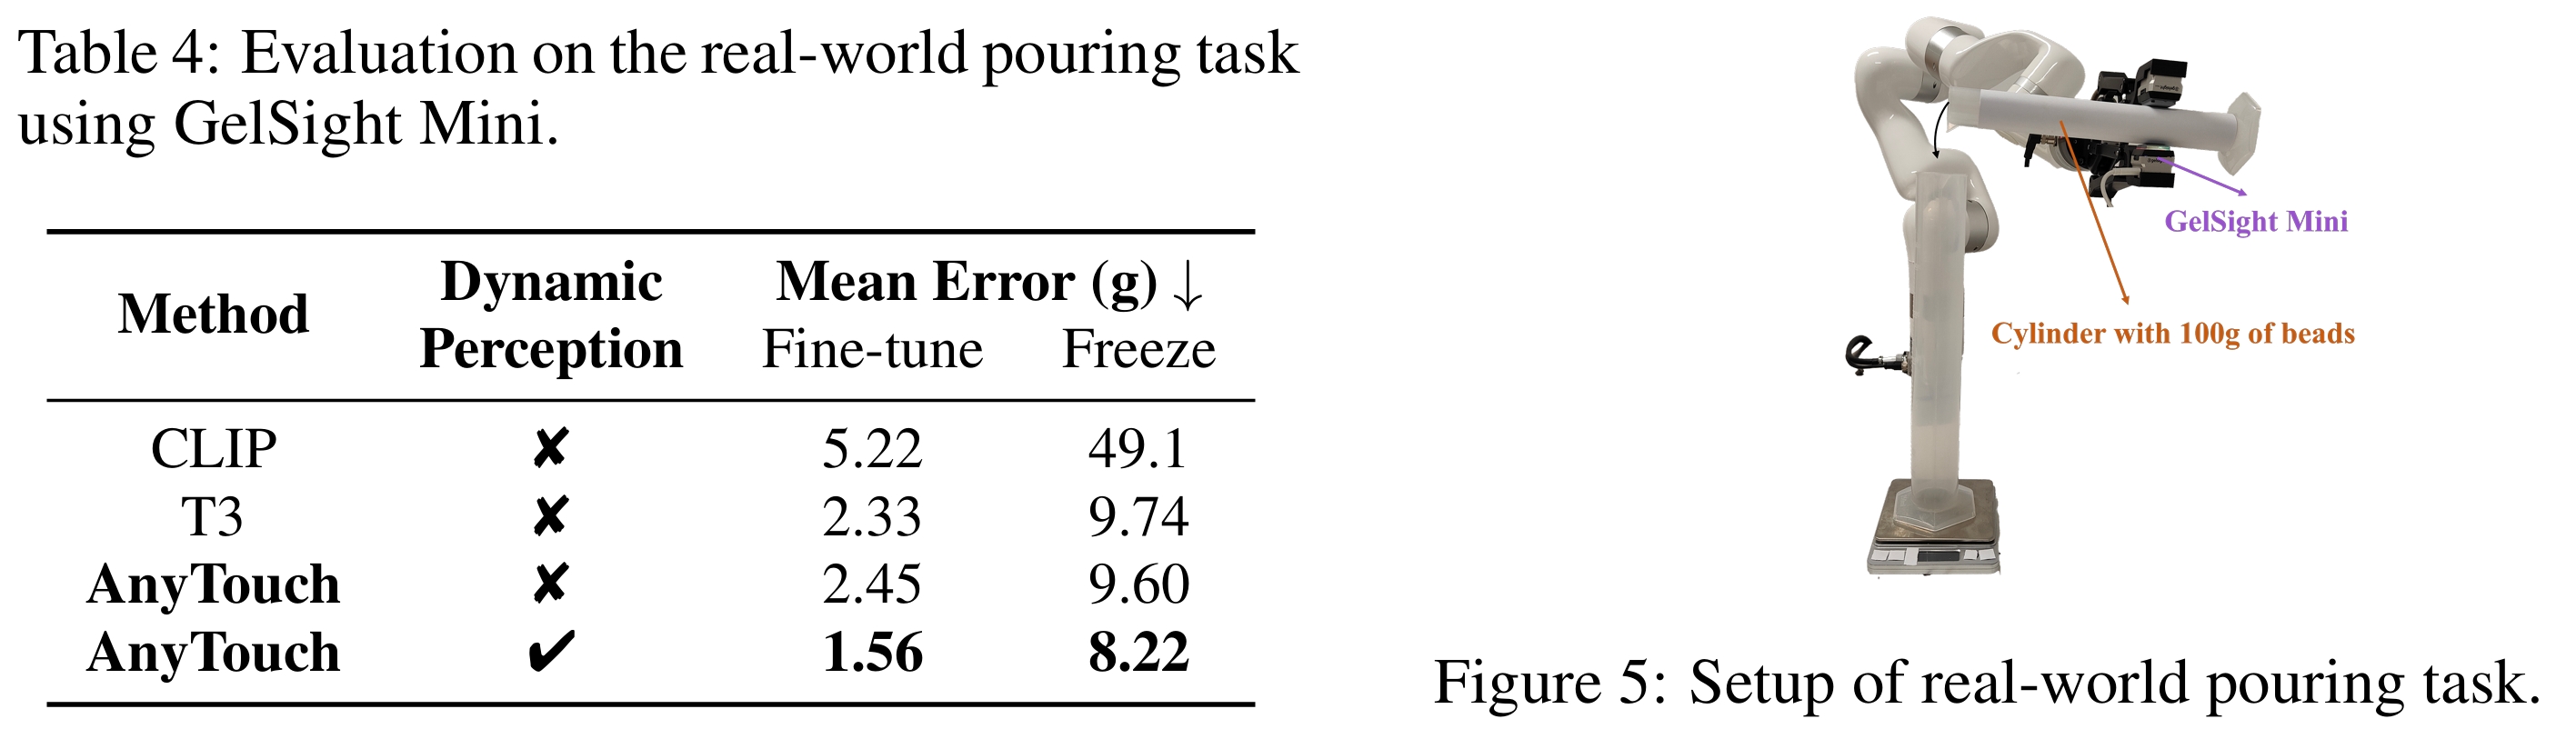 Table 4: Evaluation on the real-world pouring task
using GelSight Mini.
Method Dynamic Perception Mean Error (g) ↓
Fine-tune Freeze
CLIP ✘ 5.22 49.1
T3 ✘ 2.33 9.74
AnyTouch ✘ 2.45 9.60
AnyTouch ✔ 1.56 8.22
GelSight Mini
Cylinder with 100g of beads
Figure 5: Setup of real-world pouring task.